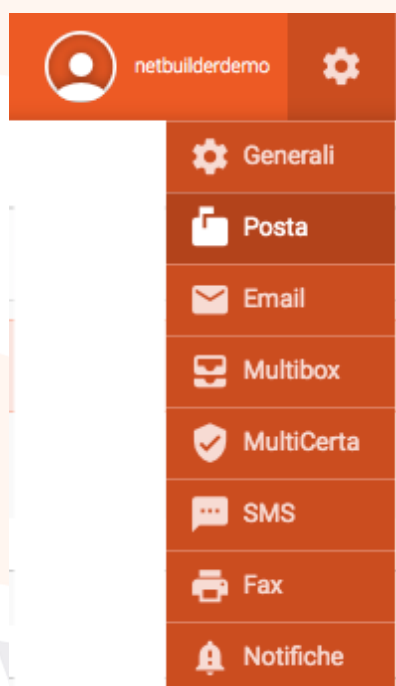 netbuilderdemo
Generali
Posta
Email
Multibox
MultiCerta
SMS
Fax
Notifiche